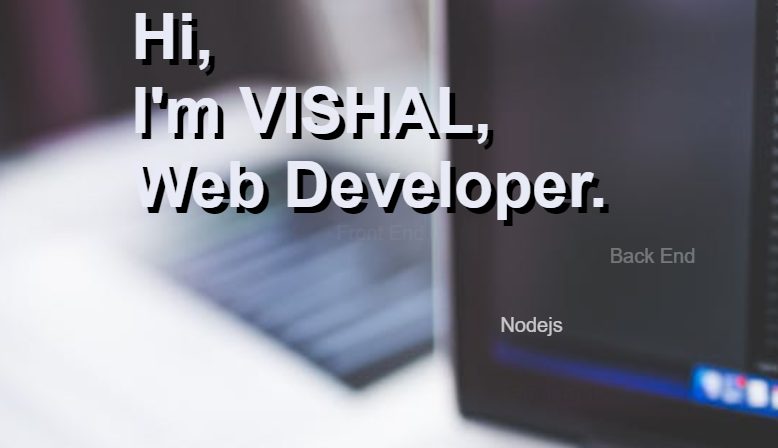 Hi,
I'm VISHAL,
Web Developer.
Front End
Back End
Nodejs